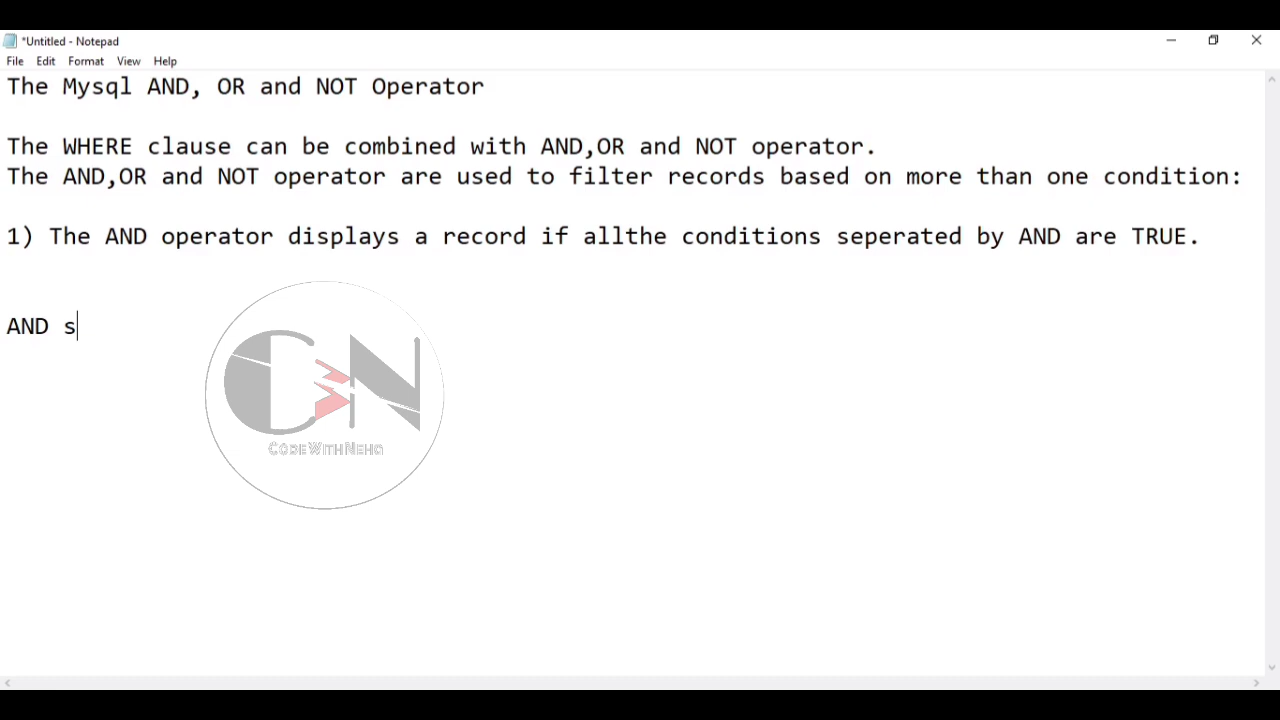 *Untitled - Notepad
File Edit Format View Help
The Mysql AND, OR and NOT Operator
The WHERE clause can be combined with AND,OR and NOT operator.
The AND,OR and NOT operator are used to filter records based on more than one condition:
1) The AND operator displays a record if allthe conditions seperated by AND are TRUE.
AND s
CN
CodeWithNeha